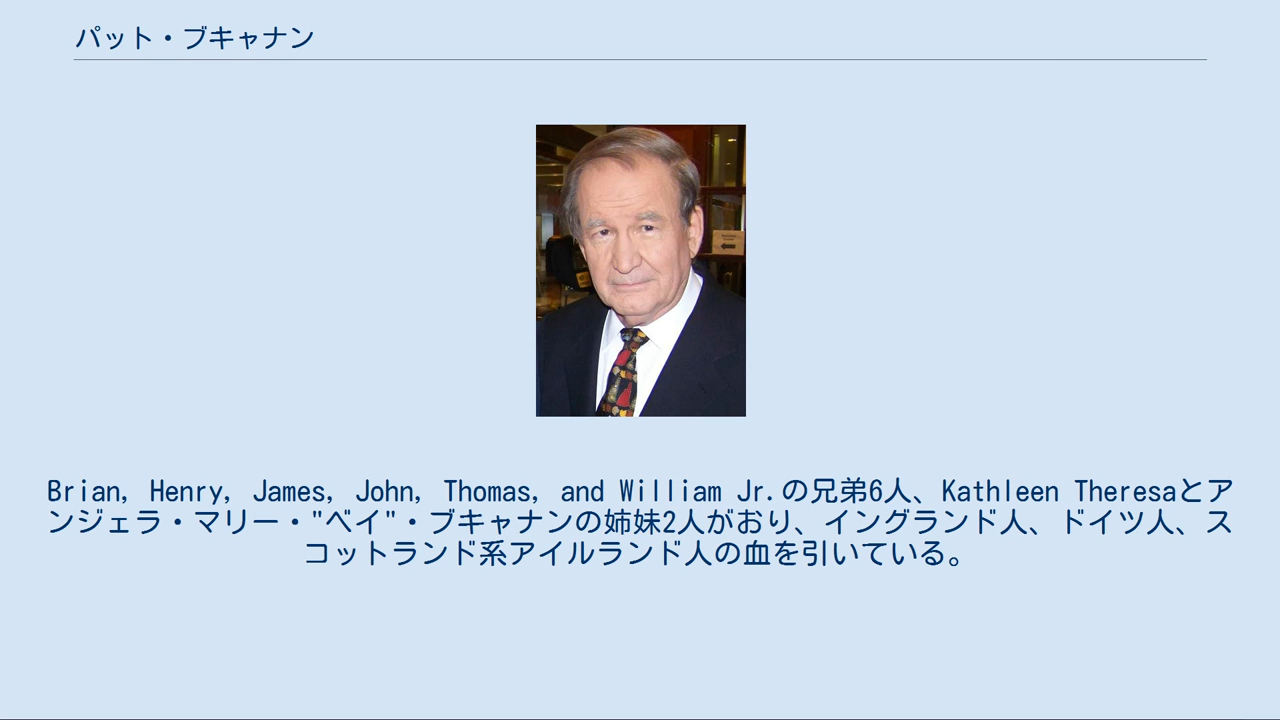 パット・ブキャナン
Brian, Henry, James, John, Thomas, and William Jr.の兄弟6人、Kathleen Theresaとア
ンジェラ・マリー・"ベイ"・ブキャナンの姉妹2人がおり、イングランド人、ドイツ人、ス
コットランド系アイルランド人の血を引いている。